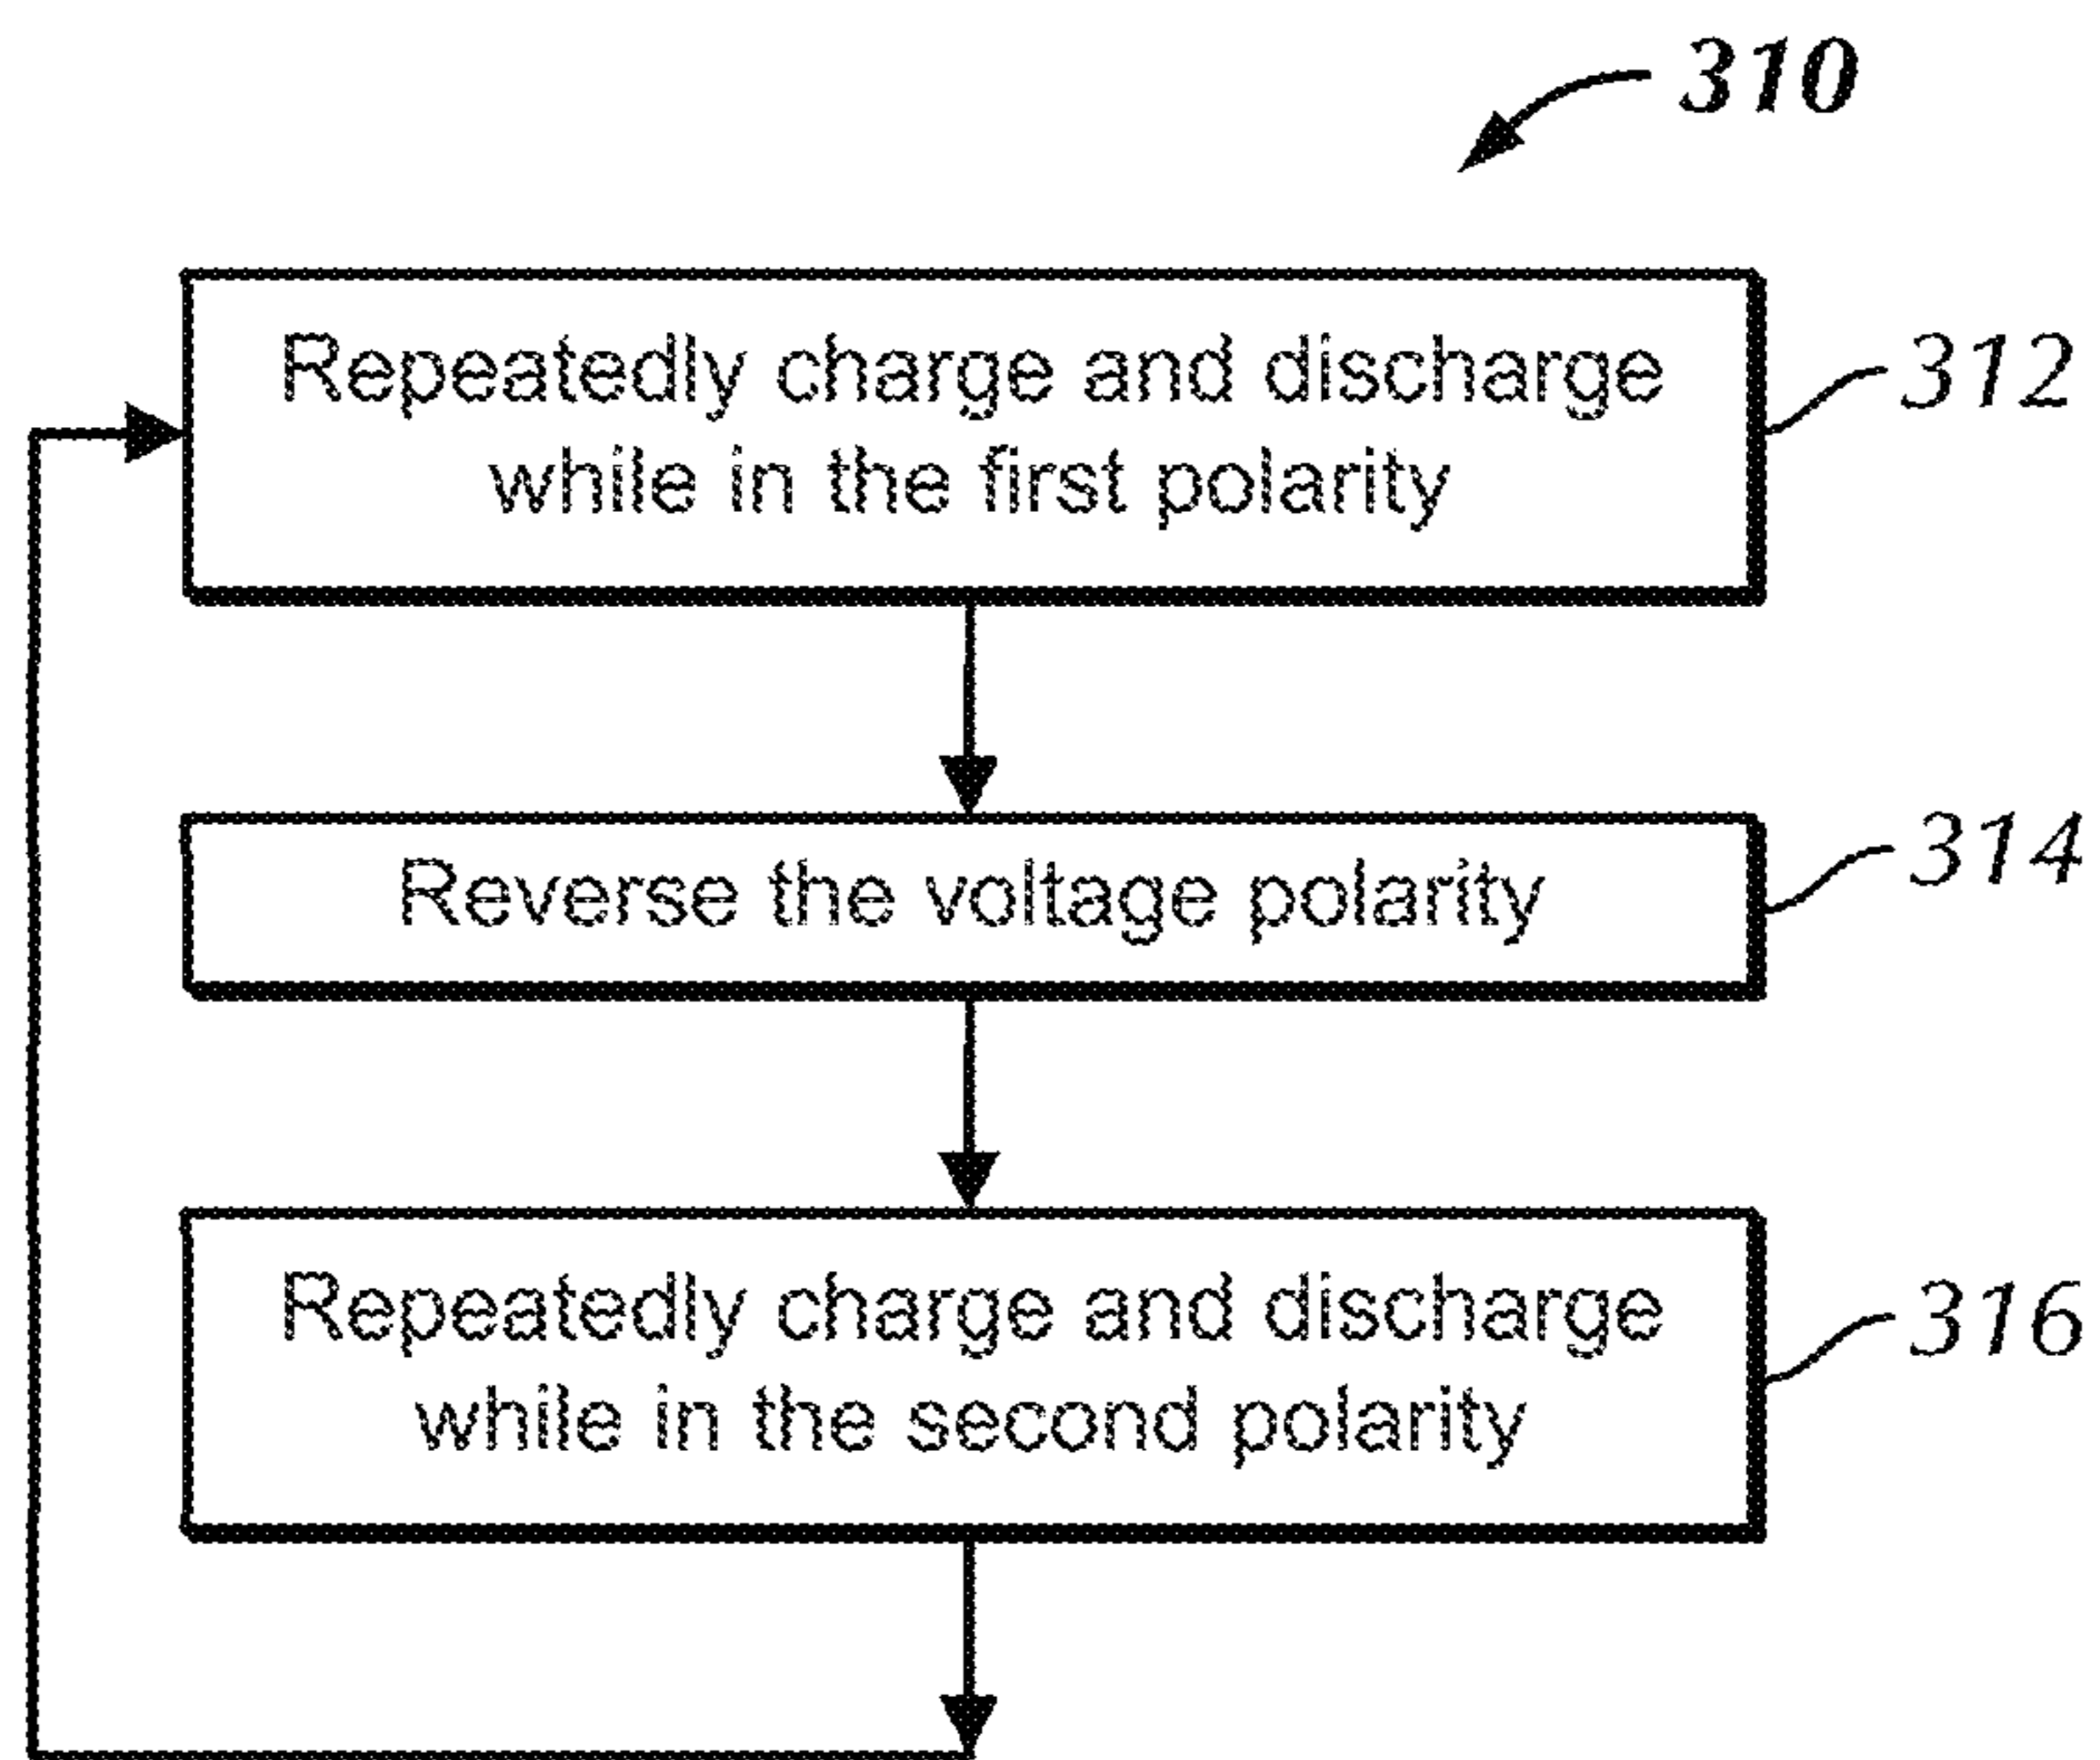 310
Repeatedly charge and discharge
while in the first polarity
312
Reverse the voltage polarity
314
Repeatedly charge and discharge
while in the second polarity
316